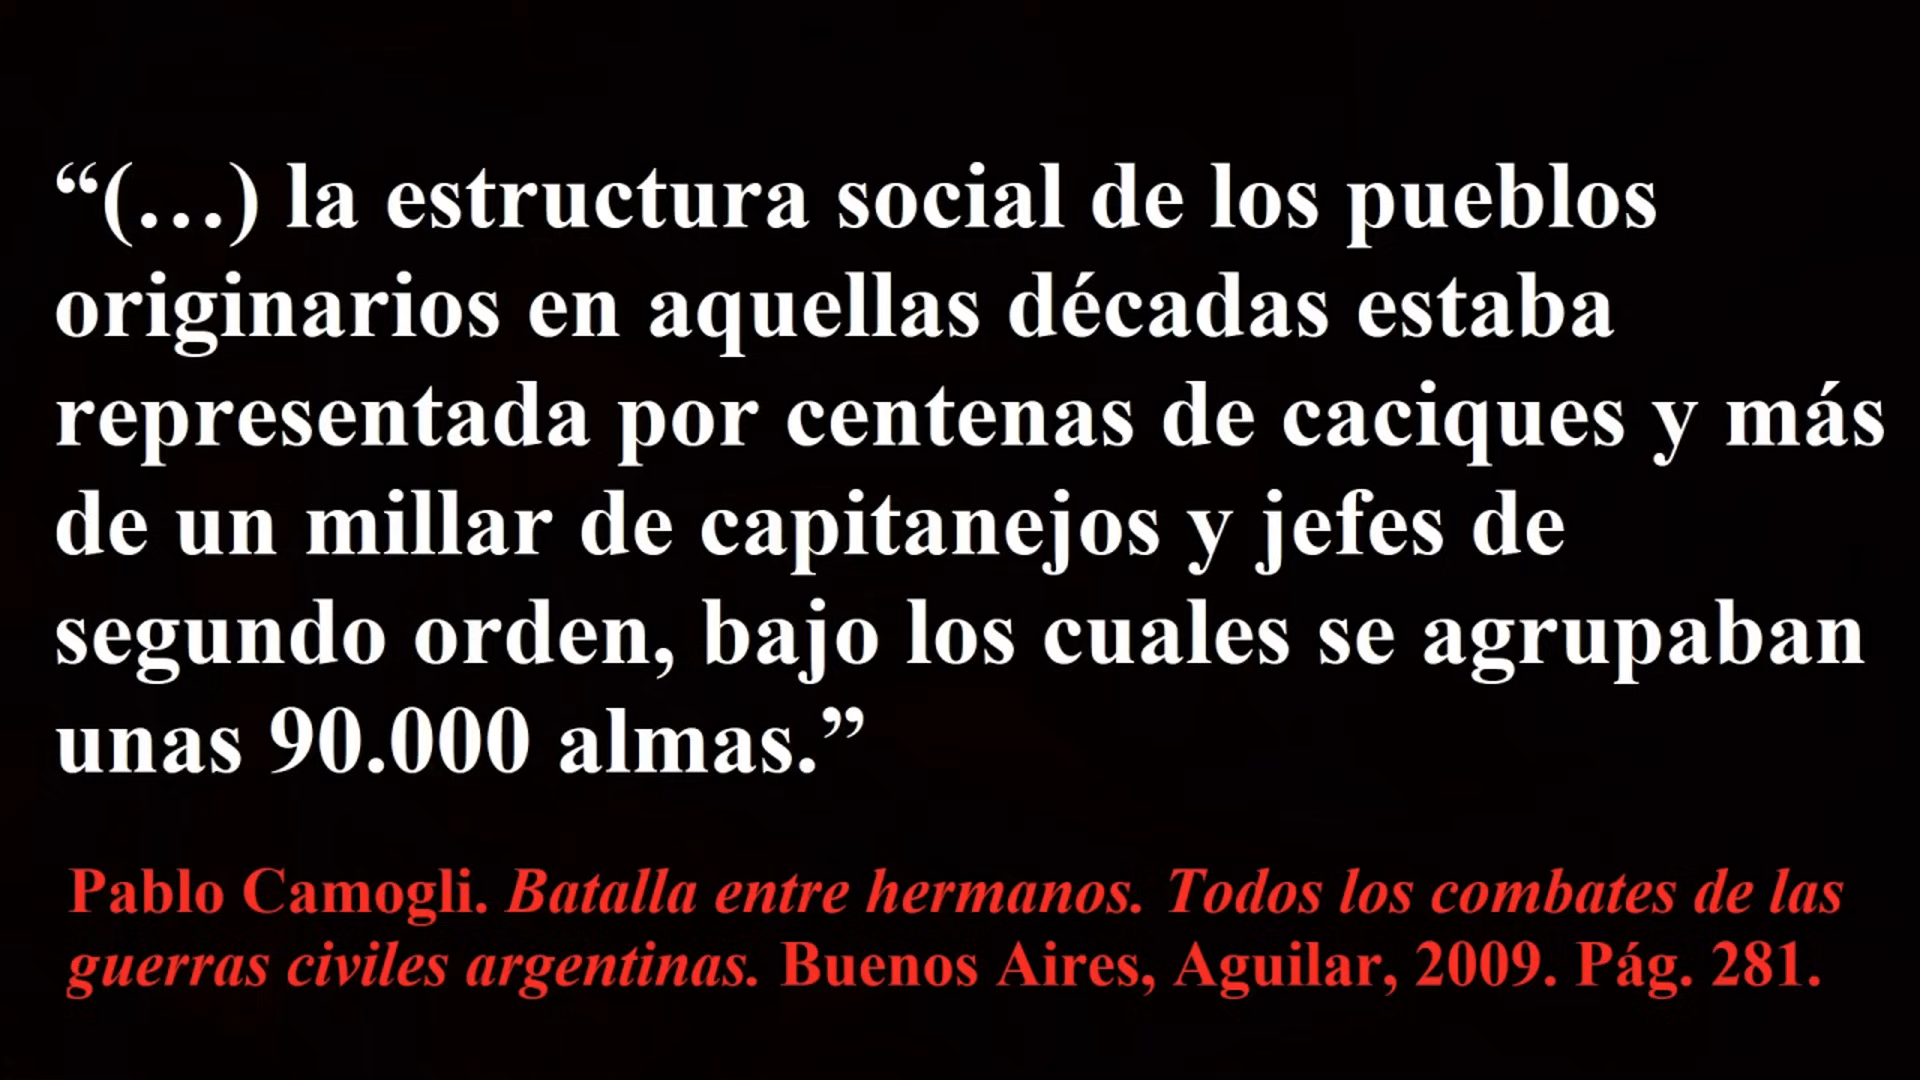 “(…) la estructura social de los pueblos
originarios en aquellas décadas estaba
representada por centenas de caciques y más
de un millar de capitanejos y jefes de
segundo orden, bajo los cuales se agrupaban
unas 90.000 almas.”
Pablo Camogli. Batalla entre hermanos. Todos los combates de las
guerras civiles argentinas. Buenos Aires, Aguilar, 2009. Pág. 281.